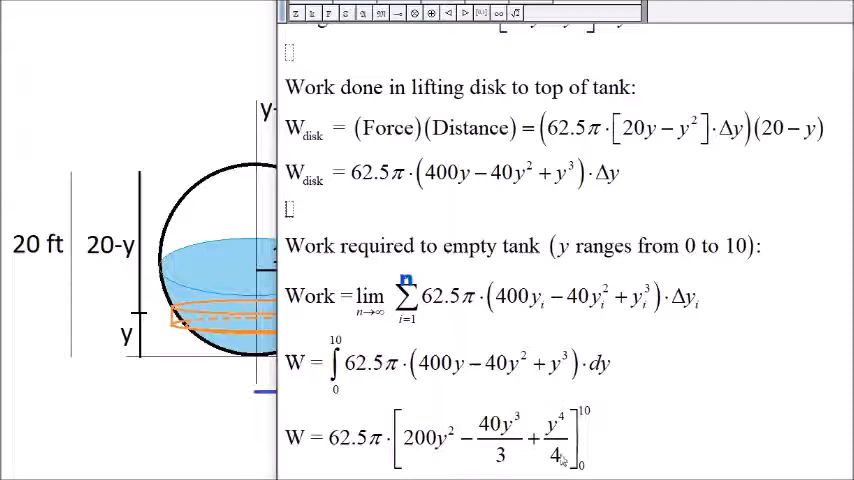 Work done in lifting disk to top of tank:
W_disk = (Force)(Distance) = (62.5π·[20y − y²]·Δy)(20 − y)
W_disk = 62.5π·(400y − 40y² + y³)·Δy
Work required to empty tank (y ranges from 0 to 10):
Work = lim_{n→∞} ∑_{i=1}^{n} 62.5π·(400y_i − 40y_i² + y_i³)·Δy_i
W = ∫_0^10 62.5π·(400y − 40y² + y³)·dy
W = 62.5π·[200y² − 40y³/3 + y⁴/4]_0^10
20 ft
20-y
y
y-